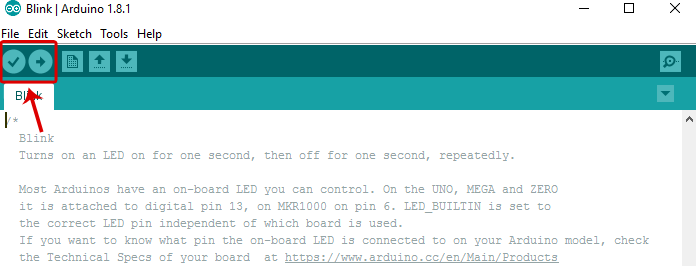 Blink | Arduino 1.8.1
File Edit Sketch Tools Help
Blink
/*
Blink
Turns on an LED on for one second, then off for one second, repeatedly.
Most Arduinos have an on-board LED you can control. On the UNO, MEGA and ZERO
it is attached to digital pin 13, on MKR1000 on pin 6. LED_BUILTIN is set to
the correct LED pin independent of which board is used.
If you want to know what pin the on-board LED is connected to on your Arduino model, check
the Technical Specs of your board  at https://www.arduino.cc/en/Main/Products